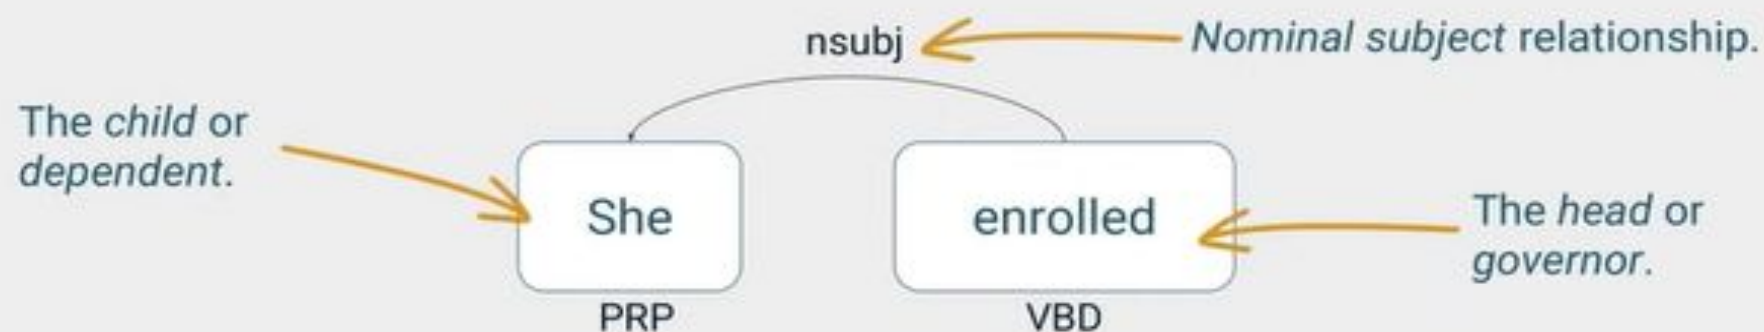 nsubj
Nominal subject relationship.
The child or
dependent.
She
enrolled
The head or
governor.
PRP
VBD